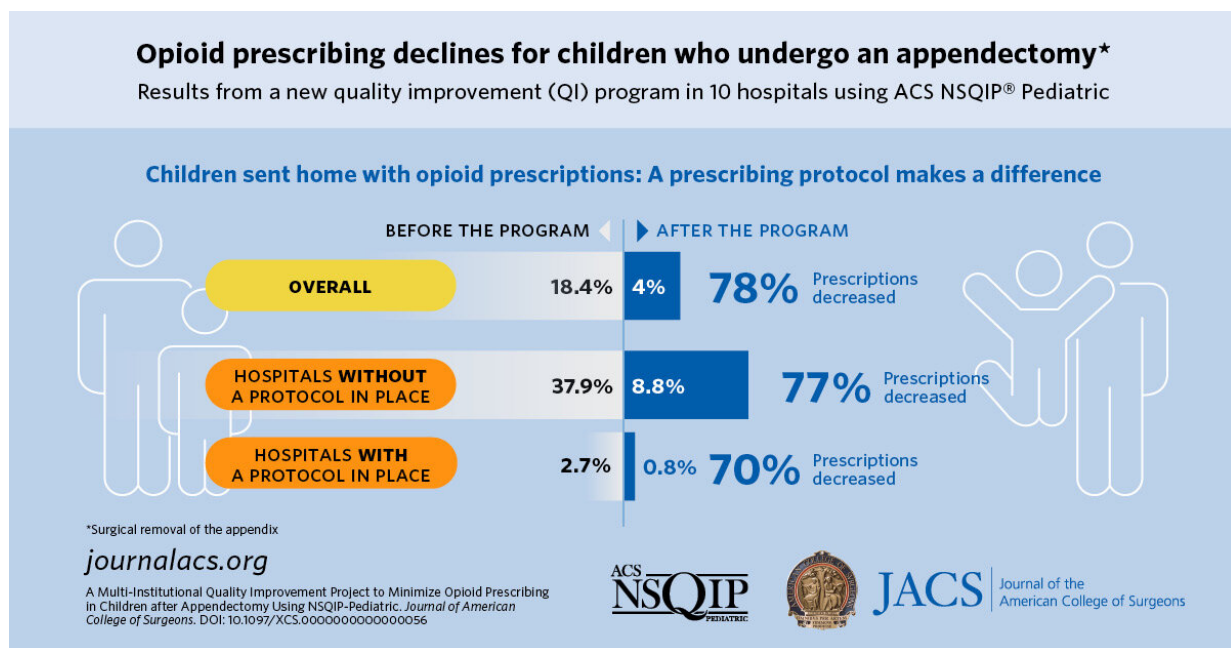 Opioid prescribing declines for children who undergo an appendectomy*
Results from a new quality improvement (QI) program in 10 hospitals using ACS NSQIP® Pediatric
Children sent home with opioid prescriptions: A prescribing protocol makes a difference
BEFORE THE PROGRAM AFTER THE PROGRAM
OVERALL 18.4% 4% 78% Prescriptions
decreased
HOSPITALS WITHOUT
A PROTOCOL IN PLACE 37.9% 8.8% 77% Prescriptions
decreased
HOSPITALS WITH
A PROTOCOL IN PLACE 2.7% 0.8% 70% Prescriptions
decreased
*Surgical removal of the appendix
journalacs.org
A Multi-Institutional Quality Improvement Project to Minimize Opioid Prescribing
in Children after Appendectomy Using NSQIP-Pediatric. Journal of American
College of Surgeons. DOI: 10.1097/XCS.0000000000000056
ACS
NSQIP
PEDIATRIC
JACS
Journal of the
American College of Surgeons